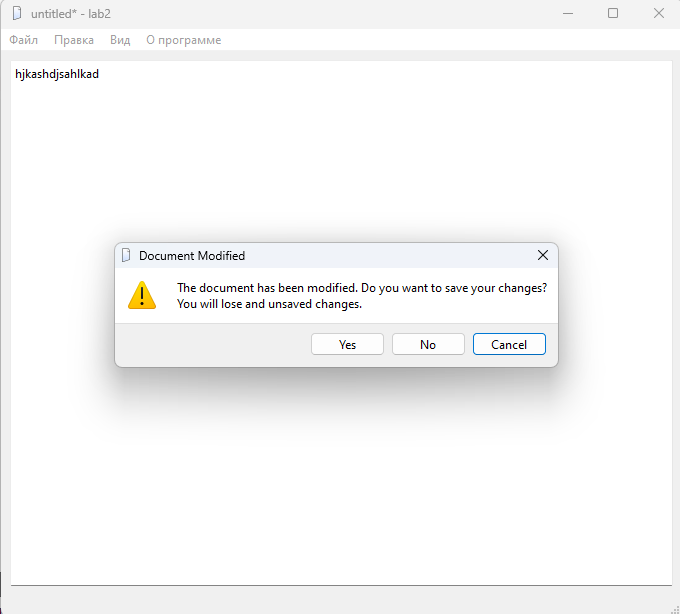 untitled* - lab2
Файл Правка Вид О программе
hjkashdjsahlkad
Document Modified
The document has been modified. Do you want to save your changes?
You will lose and unsaved changes.
Yes No Cancel